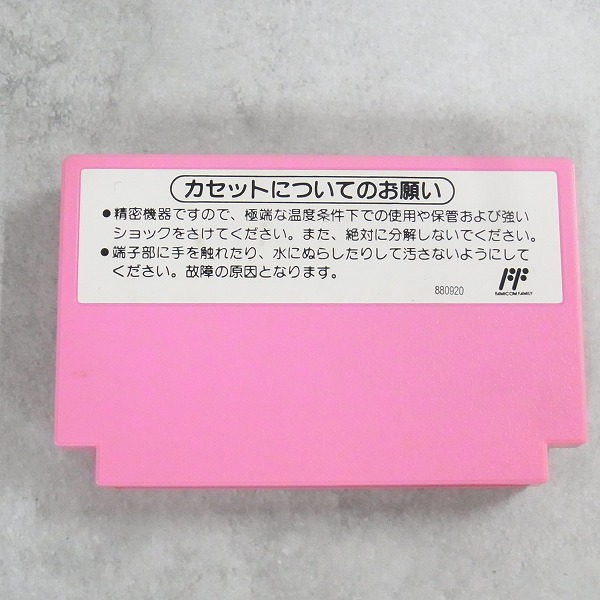 カセットについてのお願い
●精密機器ですので、極端な温度条件下での使用や保管および強い
ショックをさけてください。また、絶対に分解しないでください。
●端子部に手を触れたり、水にぬらしたりして汚さないようにして
ください。故障の原因となります。
880920
FAMICOM FAMILY